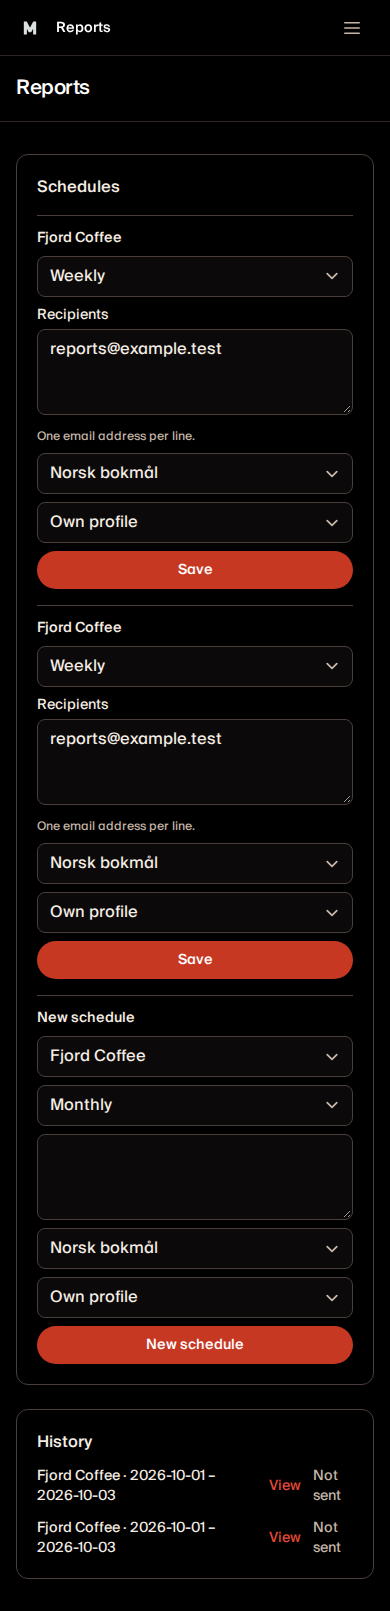 M Reports
Reports
Schedules
Fjord Coffee
Weekly
Recipients
reports@example.test
One email address per line.
Norsk bokmål
Own profile
Save
Fjord Coffee
Weekly
Recipients
reports@example.test
One email address per line.
Norsk bokmål
Own profile
Save
New schedule
Fjord Coffee
Monthly
Norsk bokmål
Own profile
New schedule
History
Fjord Coffee · 2026-10-01 –
2026-10-03
View
Not
sent
Fjord Coffee · 2026-10-01 –
2026-10-03
View
Not
sent